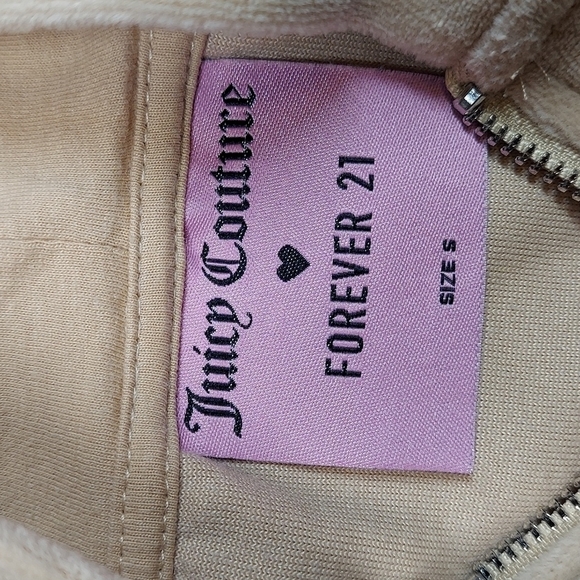 Juicy Couture
♥
FOREVER 21
SIZE S